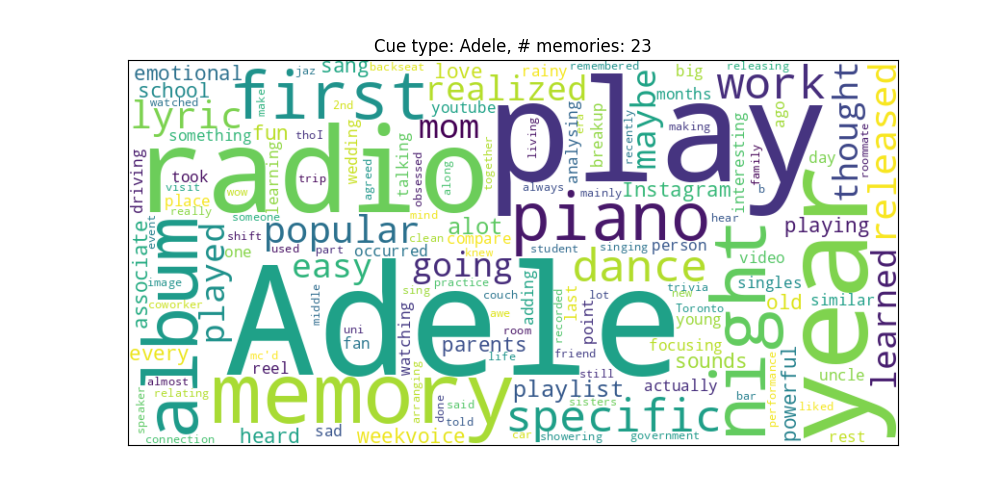 Cue type: Adele, # memories: 23
emotional
school
watched
lyric
something
first
jaz
sang
backseat
make
2nd
love
realized
youtube
rainy
remembered
big
months
releasing
work
thought
released
roommate
maybe
recently
making
ago
day
family
b
interesting
Instagram
mainly
breakup
era
analysing
living
always
play
mom
radio
fun
thoI
wedding
agreed
talking
obsessed
along
together
learning
trip
wow
driving
took
visit
place
really
someone
shift
used
part
popular
occurred
mind
clean
compare
knew
alot
piano
student
singing
person
hear
playing
year
associate
event
image
coworker
album
played
one
easy
going
practice
dance
video
trivia
new
singles
similar
old
night
learned
middle
uni
fan
watching
sing
couch
awe
adding
recorded
last
point
lot
Toronto
young
focusing
sounds
Adele
room
life
parents
friend
still
every
almost
relating
mc'd
reel
memory
arranging
done
said
told
playlist
sisters
actually
bar
performance
powerful
uncle
liked
rest
specific
speaker
connection
heard
sad
weekvoice
car
showering
government